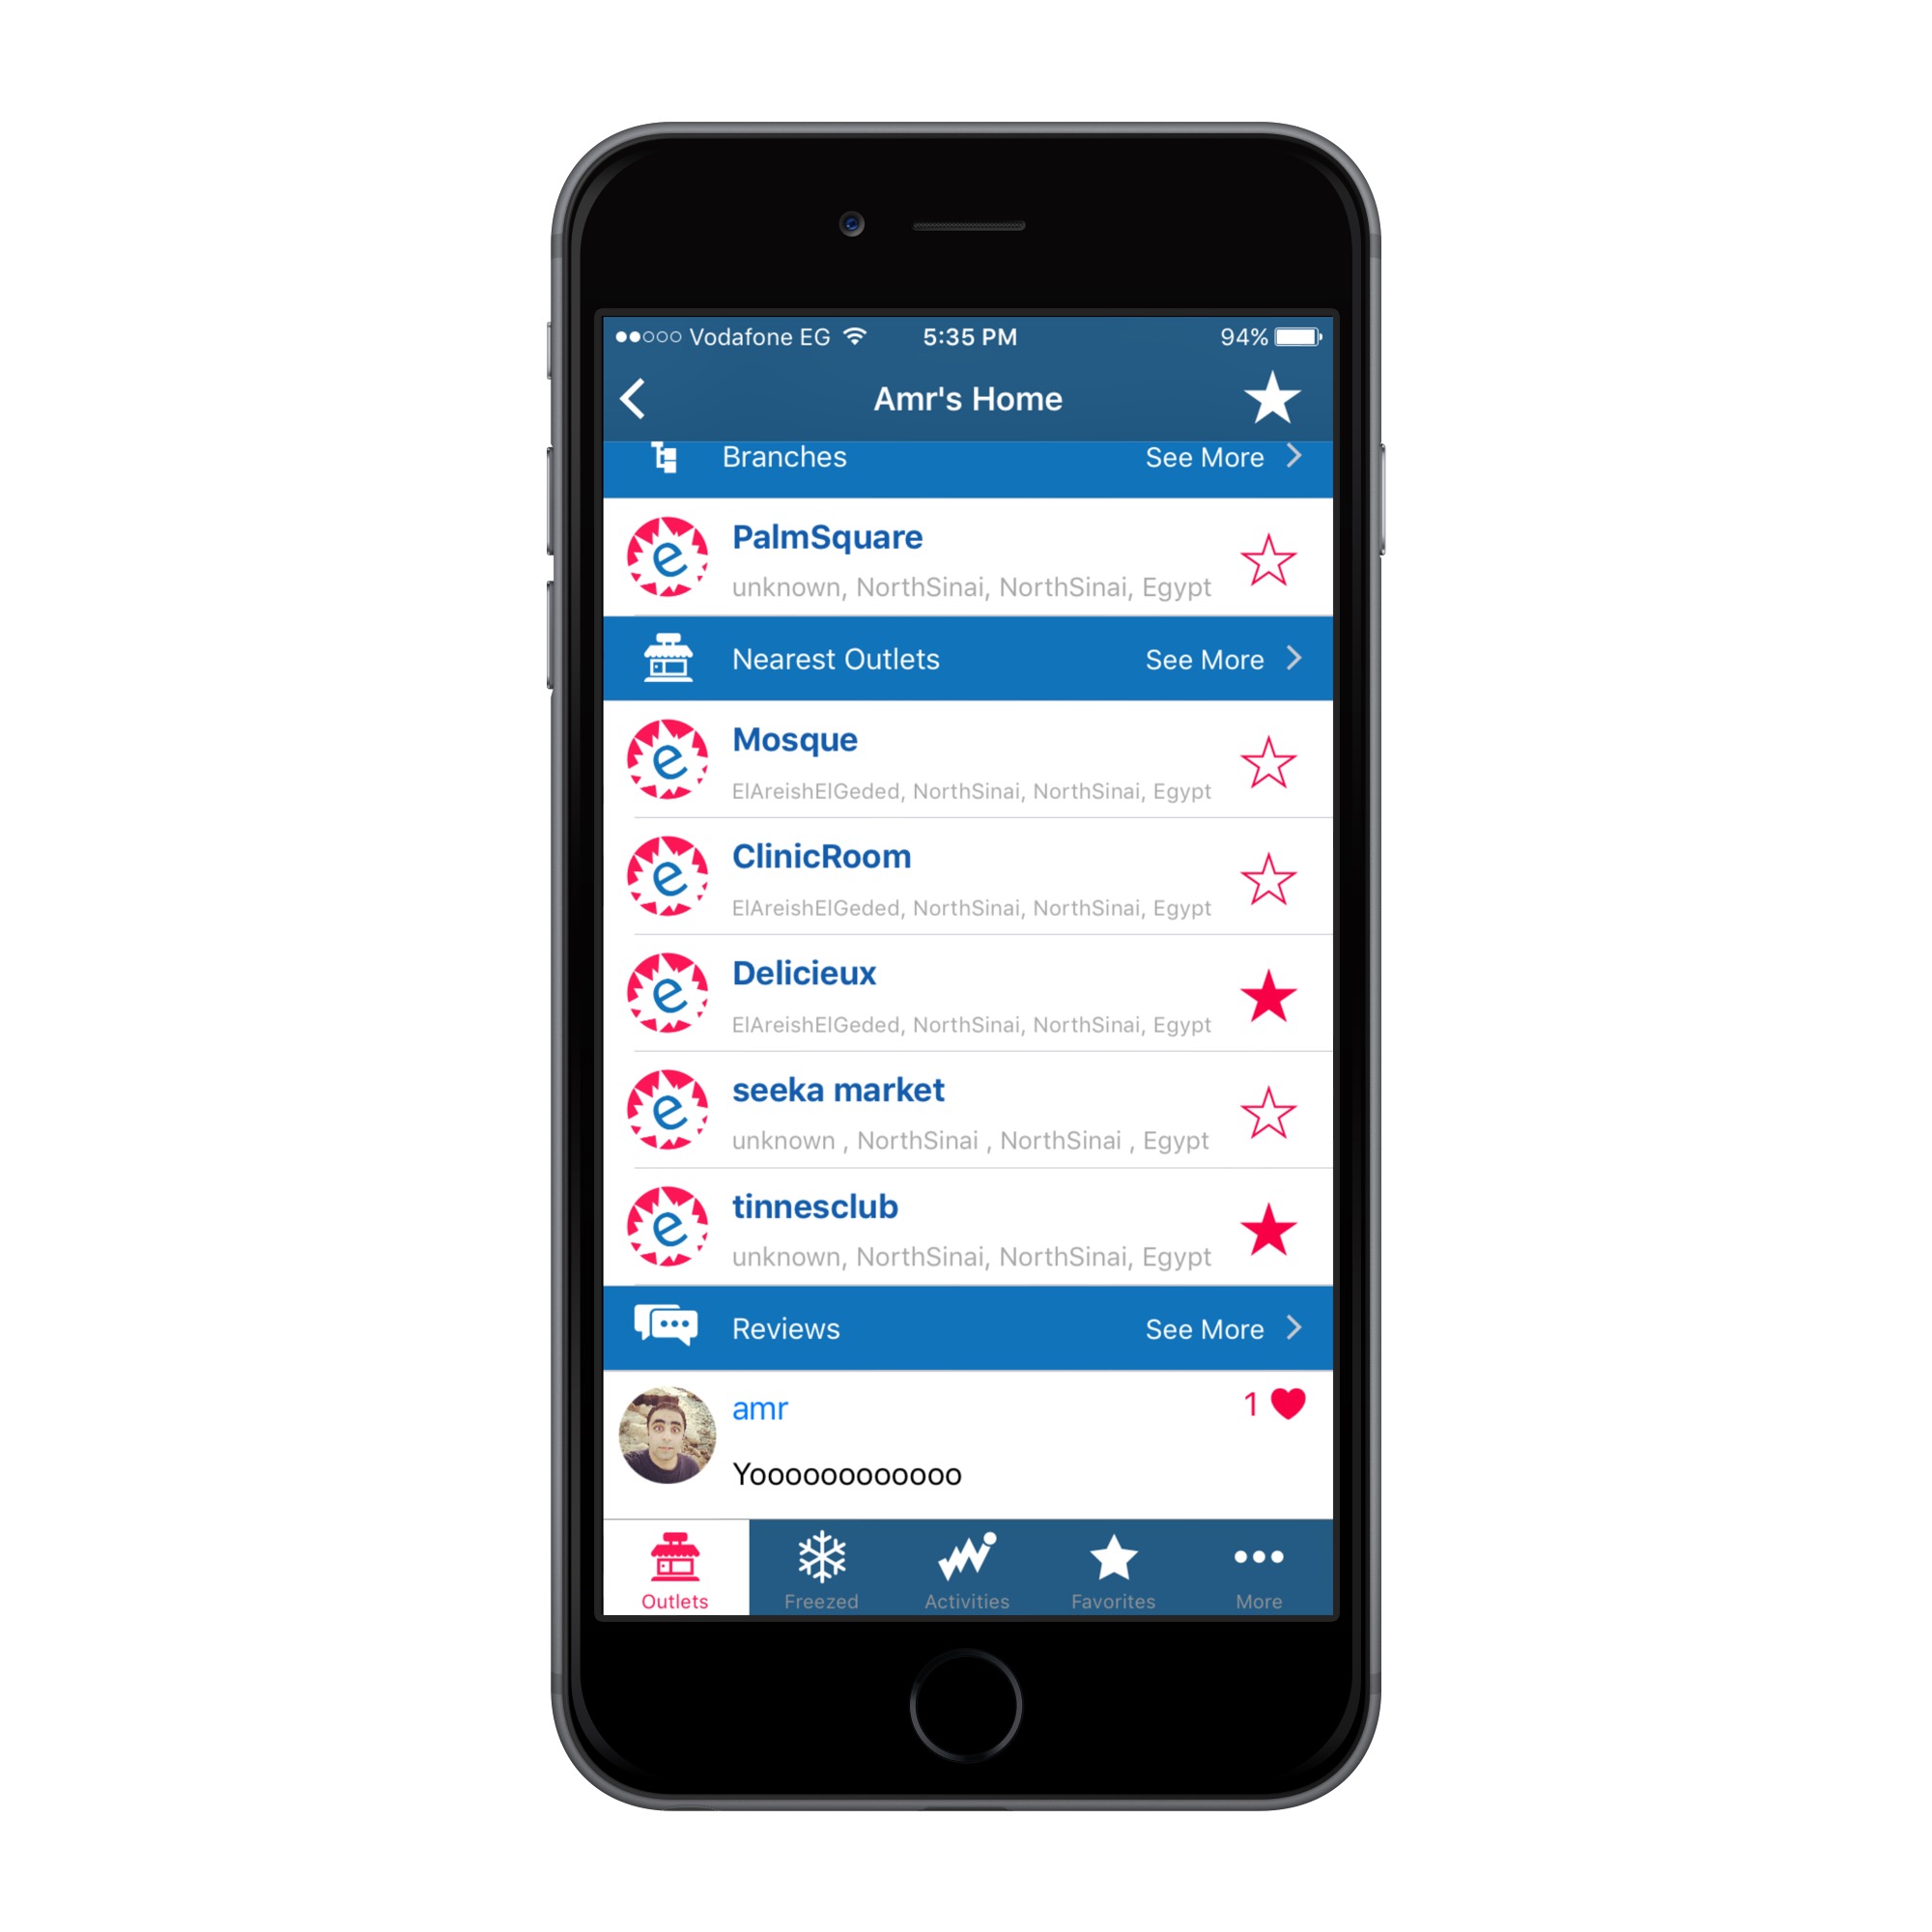 Vodafone EG 5:35 PM 94%
Amr's Home
Branches See More
e PalmSquare
unknown, NorthSinai, NorthSinai, Egypt
Nearest Outlets See More
e Mosque
ElAreishElGeded, NorthSinai, NorthSinai, Egypt
e ClinicRoom
ElAreishElGeded, NorthSinai, NorthSinai, Egypt
e Delicieux
ElAreishElGeded, NorthSinai, NorthSinai, Egypt
e seeka market
unknown , NorthSinai , NorthSinai , Egypt
e tinnesclub
unknown, NorthSinai, NorthSinai, Egypt
Reviews See More
amr 1
Yooooooooooooo
Outlets Freezed Activities Favorites More